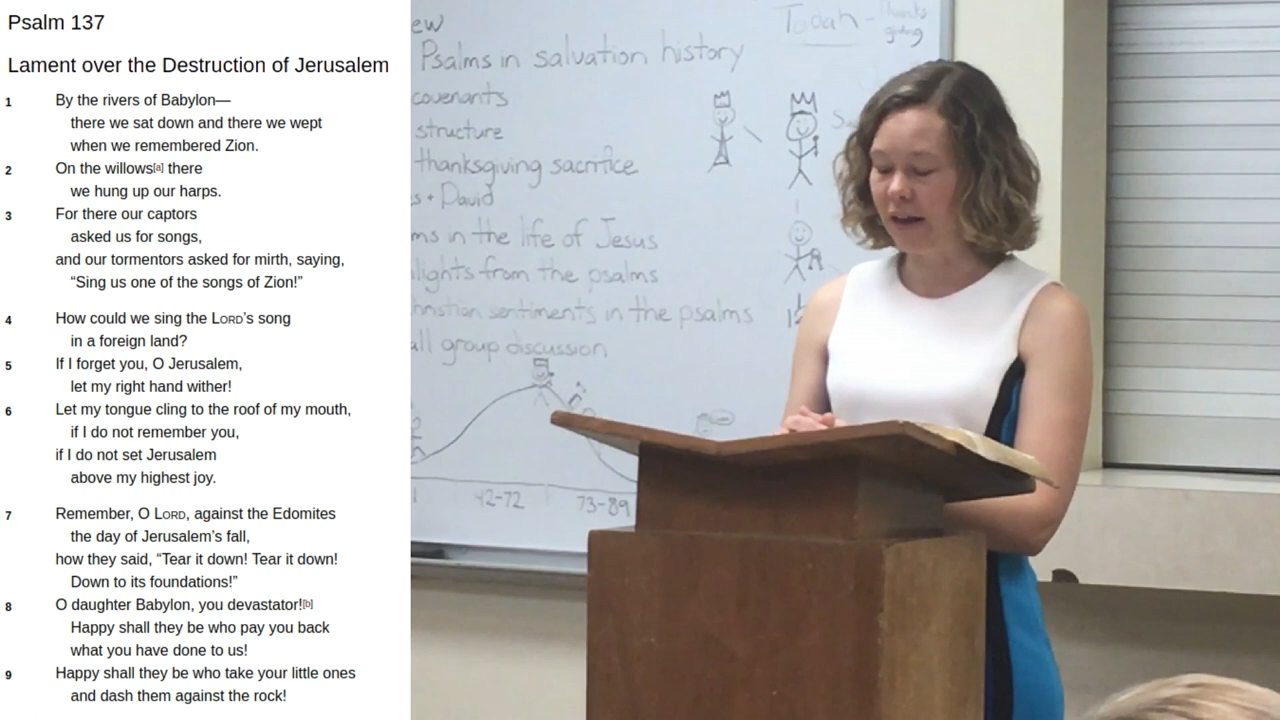 Psalm 137
Lament over the Destruction of Jerusalem
1 By the rivers of Babylon—
there we sat down and there we wept
when we remembered Zion.
2 On the willows[a] there
we hung up our harps.
3 For there our captors
asked us for songs,
and our tormentors asked for mirth, saying,
“Sing us one of the songs of Zion!”
4 How could we sing the LORD’s song
in a foreign land?
5 If I forget you, O Jerusalem,
let my right hand wither!
6 Let my tongue cling to the roof of my mouth,
if I do not remember you,
if I do not set Jerusalem
above my highest joy.
7 Remember, O LORD, against the Edomites
the day of Jerusalem’s fall,
how they said, “Tear it down! Tear it down!
Down to its foundations!”
8 O daughter Babylon, you devastator![b]
Happy shall they be who pay you back
what you have done to us!
9 Happy shall they be who take your little ones
and dash them against the rock!
ew
Psalms in salvation history
covenants
structure
thanksgiving sacrifice
s + David
ms in the life of Jesus
lights from the psalms
hristian sentiments in the psalms
all group discussion
42-72
73-89
Todah - thanks
giving